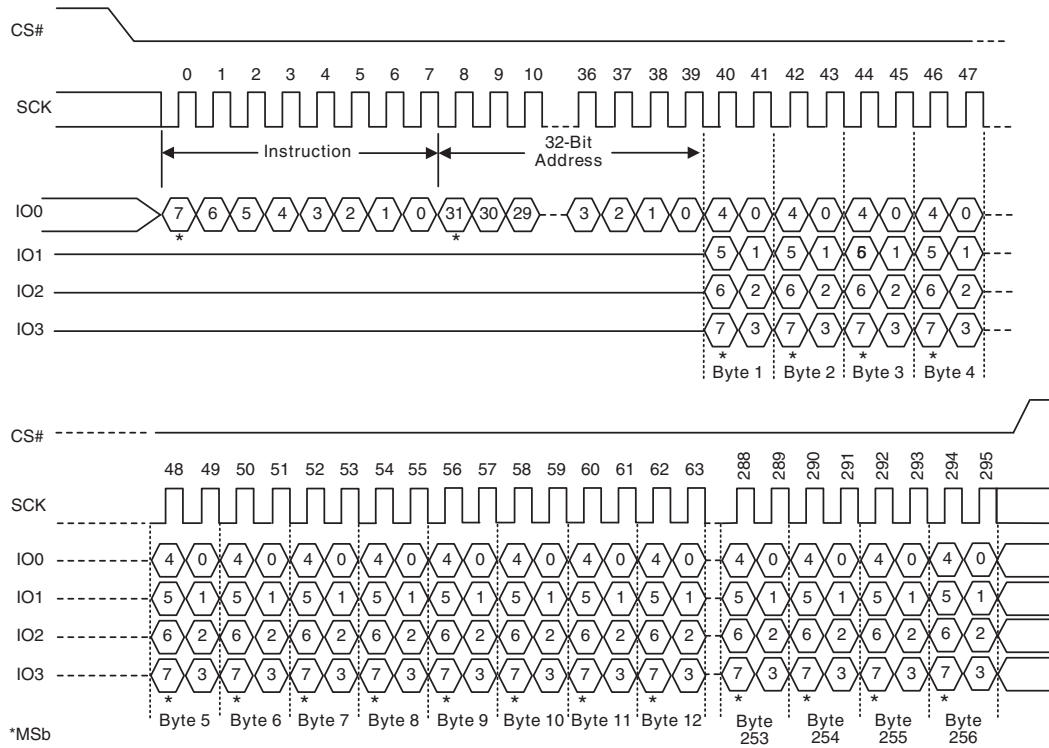 CS#
0 1 2 3 4 5 6 7 8 9 10 36 37 38 39 40 41 42 43 44 45 46 47
SCK
Instruction
32-Bit
Address
IO0 7 6 5 4 3 2 1 0 31 30 29 3 2 1 0 4 0 4 0 4 0 4 0
* *
IO1 5 1 5 1 6 1 5 1
IO2 6 2 6 2 6 2 6 2
IO3 7 3 7 3 7 3 7 3
* * * *
Byte 1 Byte 2 Byte 3 Byte 4
CS#
48 49 50 51 52 53 54 55 56 57 58 59 60 61 62 63 288 289 290 291 292 293 294 295
SCK
IO0 4 0 4 0 4 0 4 0 4 0 4 0 4 0 4 0 4 0 4 0 4 0 4 0
IO1 5 1 5 1 5 1 5 1 5 1 5 1 5 1 5 1 5 1 5 1 5 1 5 1
IO2 6 2 6 2 6 2 6 2 6 2 6 2 6 2 6 2 6 2 6 2 6 2 6 2
IO3 7 3 7 3 7 3 7 3 7 3 7 3 7 3 7 3 7 3 7 3 7 3 7 3
* * * * * * * * * * * *
Byte 5 Byte 6 Byte 7 Byte 8 Byte 9 Byte 10 Byte 11 Byte 12 Byte 253 Byte 254 Byte 255 Byte 256
*MSb